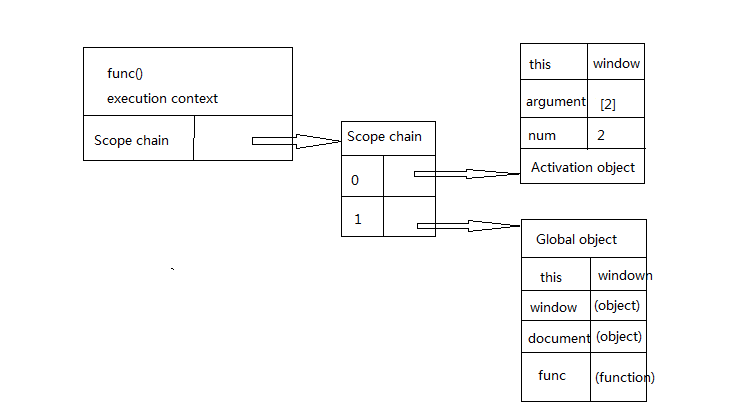 func()
execution context
Scope chain
Scope chain
0
1
this window
argument [2]
num 2
Activation object
Global object
this windown
window (object)
document (object)
func (function)